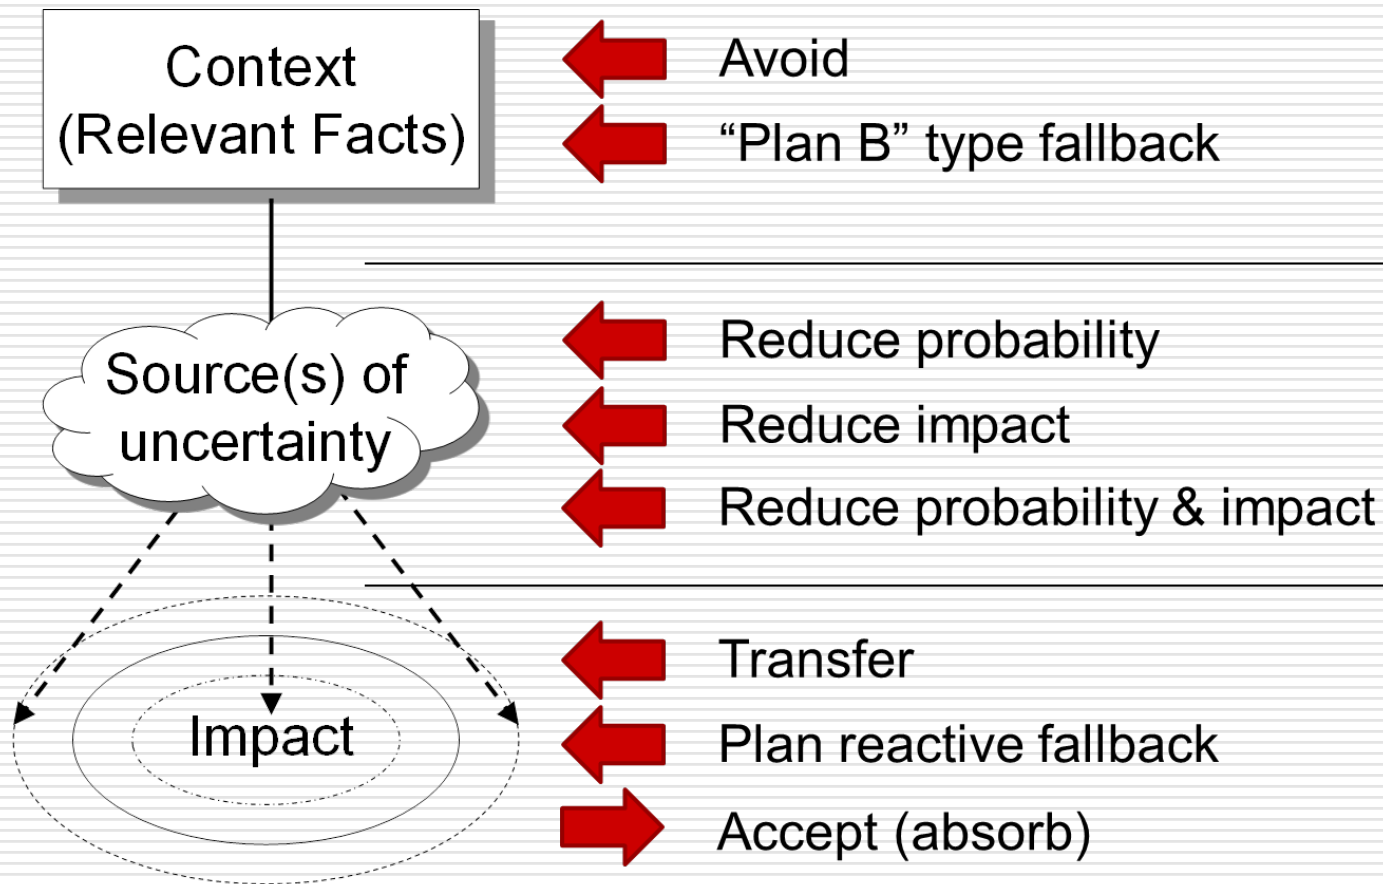 Context
(Relevant Facts)
Avoid
“Plan B” type fallback
Source(s) of
uncertainty
Reduce probability
Reduce impact
Reduce probability & impact
Impact
Transfer
Plan reactive fallback
Accept (absorb)